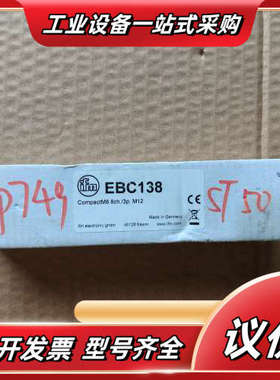 工业设备一站式采购
ifm
EBC138
CompactM8 8ch./3p. M12
Made in Germany
ifm electronic gmbh
45128 Essen
www.ifm.com
CE
p749
ST50
开发票 型号齐全
议价